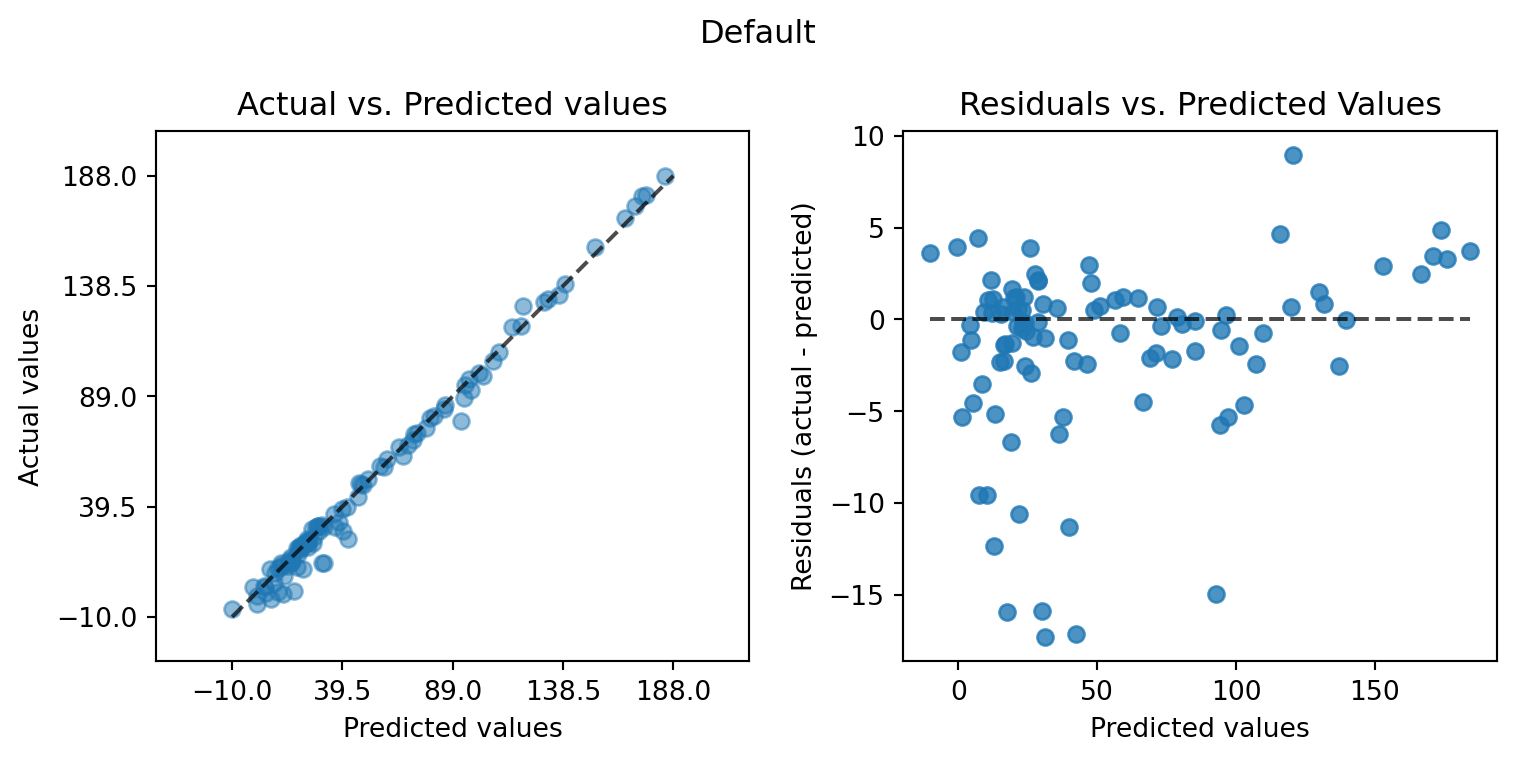 Default
Actual vs. Predicted values
Actual values
188.0
138.5
89.0
39.5
−10.0
−10.0 39.5 89.0 138.5 188.0
Predicted values
Residuals vs. Predicted Values
Residuals (actual - predicted)
10
5
0
−5
−10
−15
0 50 100 150
Predicted values